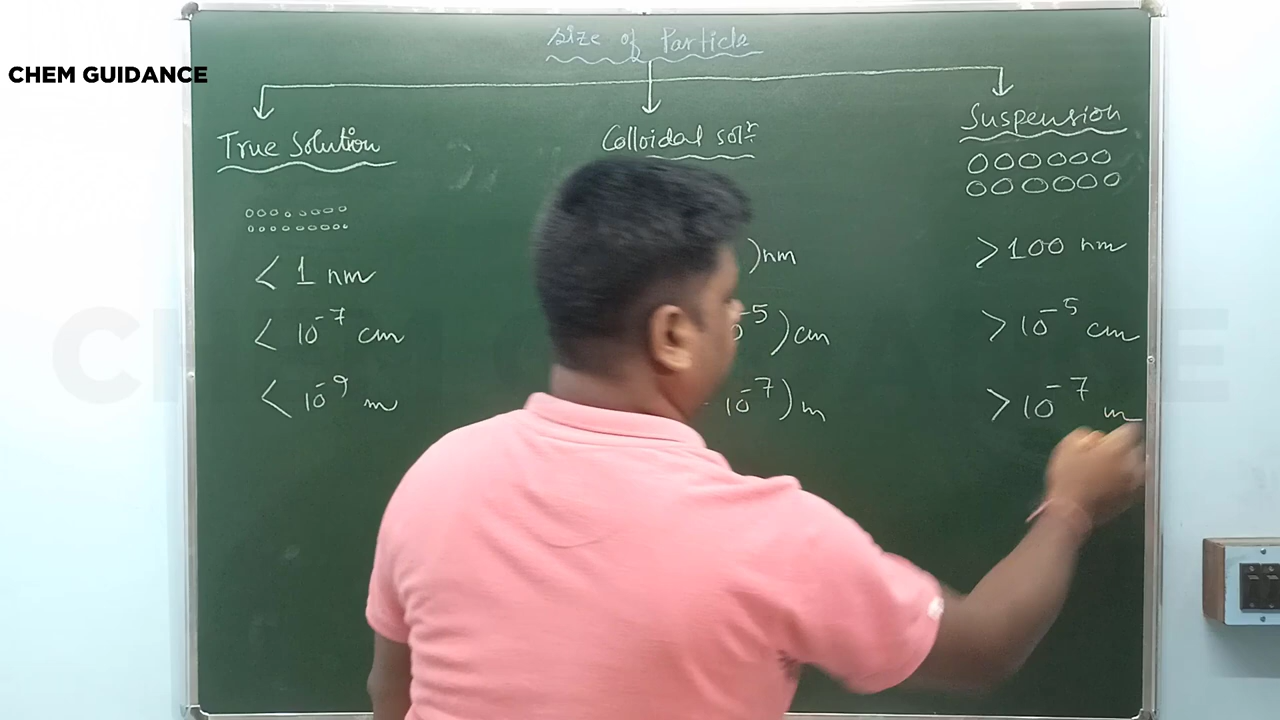 CHEM GUIDANCE
Size of Particle
True Solution
Colloidal solⁿ.
Suspension
)nm
> 100 nm
< 1 nm
< 10⁻⁷ cm
⁻⁵)cm
> 10⁻⁵ cm
< 10⁻⁹ m
- 10⁻⁷) m
> 10⁻⁷ m